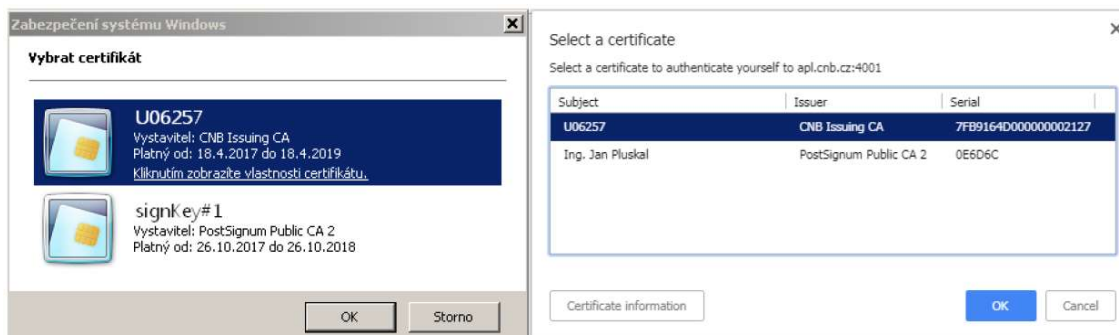 Zabezpečení systému Windows
Vybrat certifikát
U06257
Vystavitel: CNB Issuing CA
Platný od: 18.4.2017 do 18.4.2019
Kliknutím zobrazíte vlastnosti certifikátu.
signKey#1
Vystavitel: PostSignum Public CA 2
Platný od: 26.10.2017 do 26.10.2018
OK Storno
Select a certificate
Select a certificate to authenticate yourself to apl.cnb.cz:4001
Subject Issuer Serial
U06257 CNB Issuing CA 7FB9164D000000002127
Ing. Jan Pluskal PostSignum Public CA 2 0E6D6C
Certificate information OK Cancel